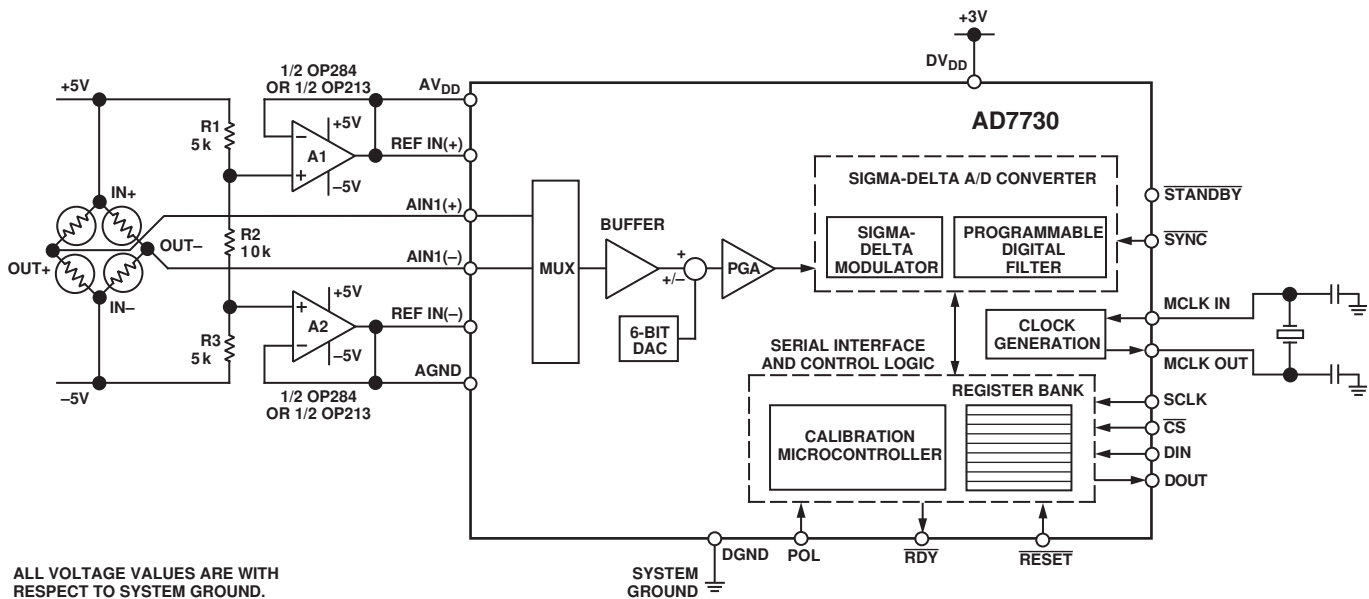 +3V
DVDD
1/2 OP284
OR 1/2 OP213
AVDD
+5V
R1
5k
+5V
−
A1
+
−5V
REF IN(+)
AD7730
SIGMA-DELTA A/D CONVERTER
STANDBY
IN+
AIN1(+)
BUFFER
SIGMA-
DELTA
MODULATOR
PROGRAMMABLE
DIGITAL
FILTER
SYNC
OUT–
R2
10k
OUT+
AIN1(–)
MUX
+
+/–
PGA
MCLK IN
IN–
+5V
+
A2
−
–5V
REF IN(–)
6-BIT
DAC
CLOCK
GENERATION
R3
5k
SERIAL INTERFACE
AND CONTROL LOGIC
MCLK OUT
–5V
AGND
REGISTER BANK
SCLK
1/2 OP284
OR 1/2 OP213
CALIBRATION
MICROCONTROLLER
CS
DIN
DOUT
DGND
POL
RDY
RESET
SYSTEM
GROUND
ALL VOLTAGE VALUES ARE WITH
RESPECT TO SYSTEM GROUND.